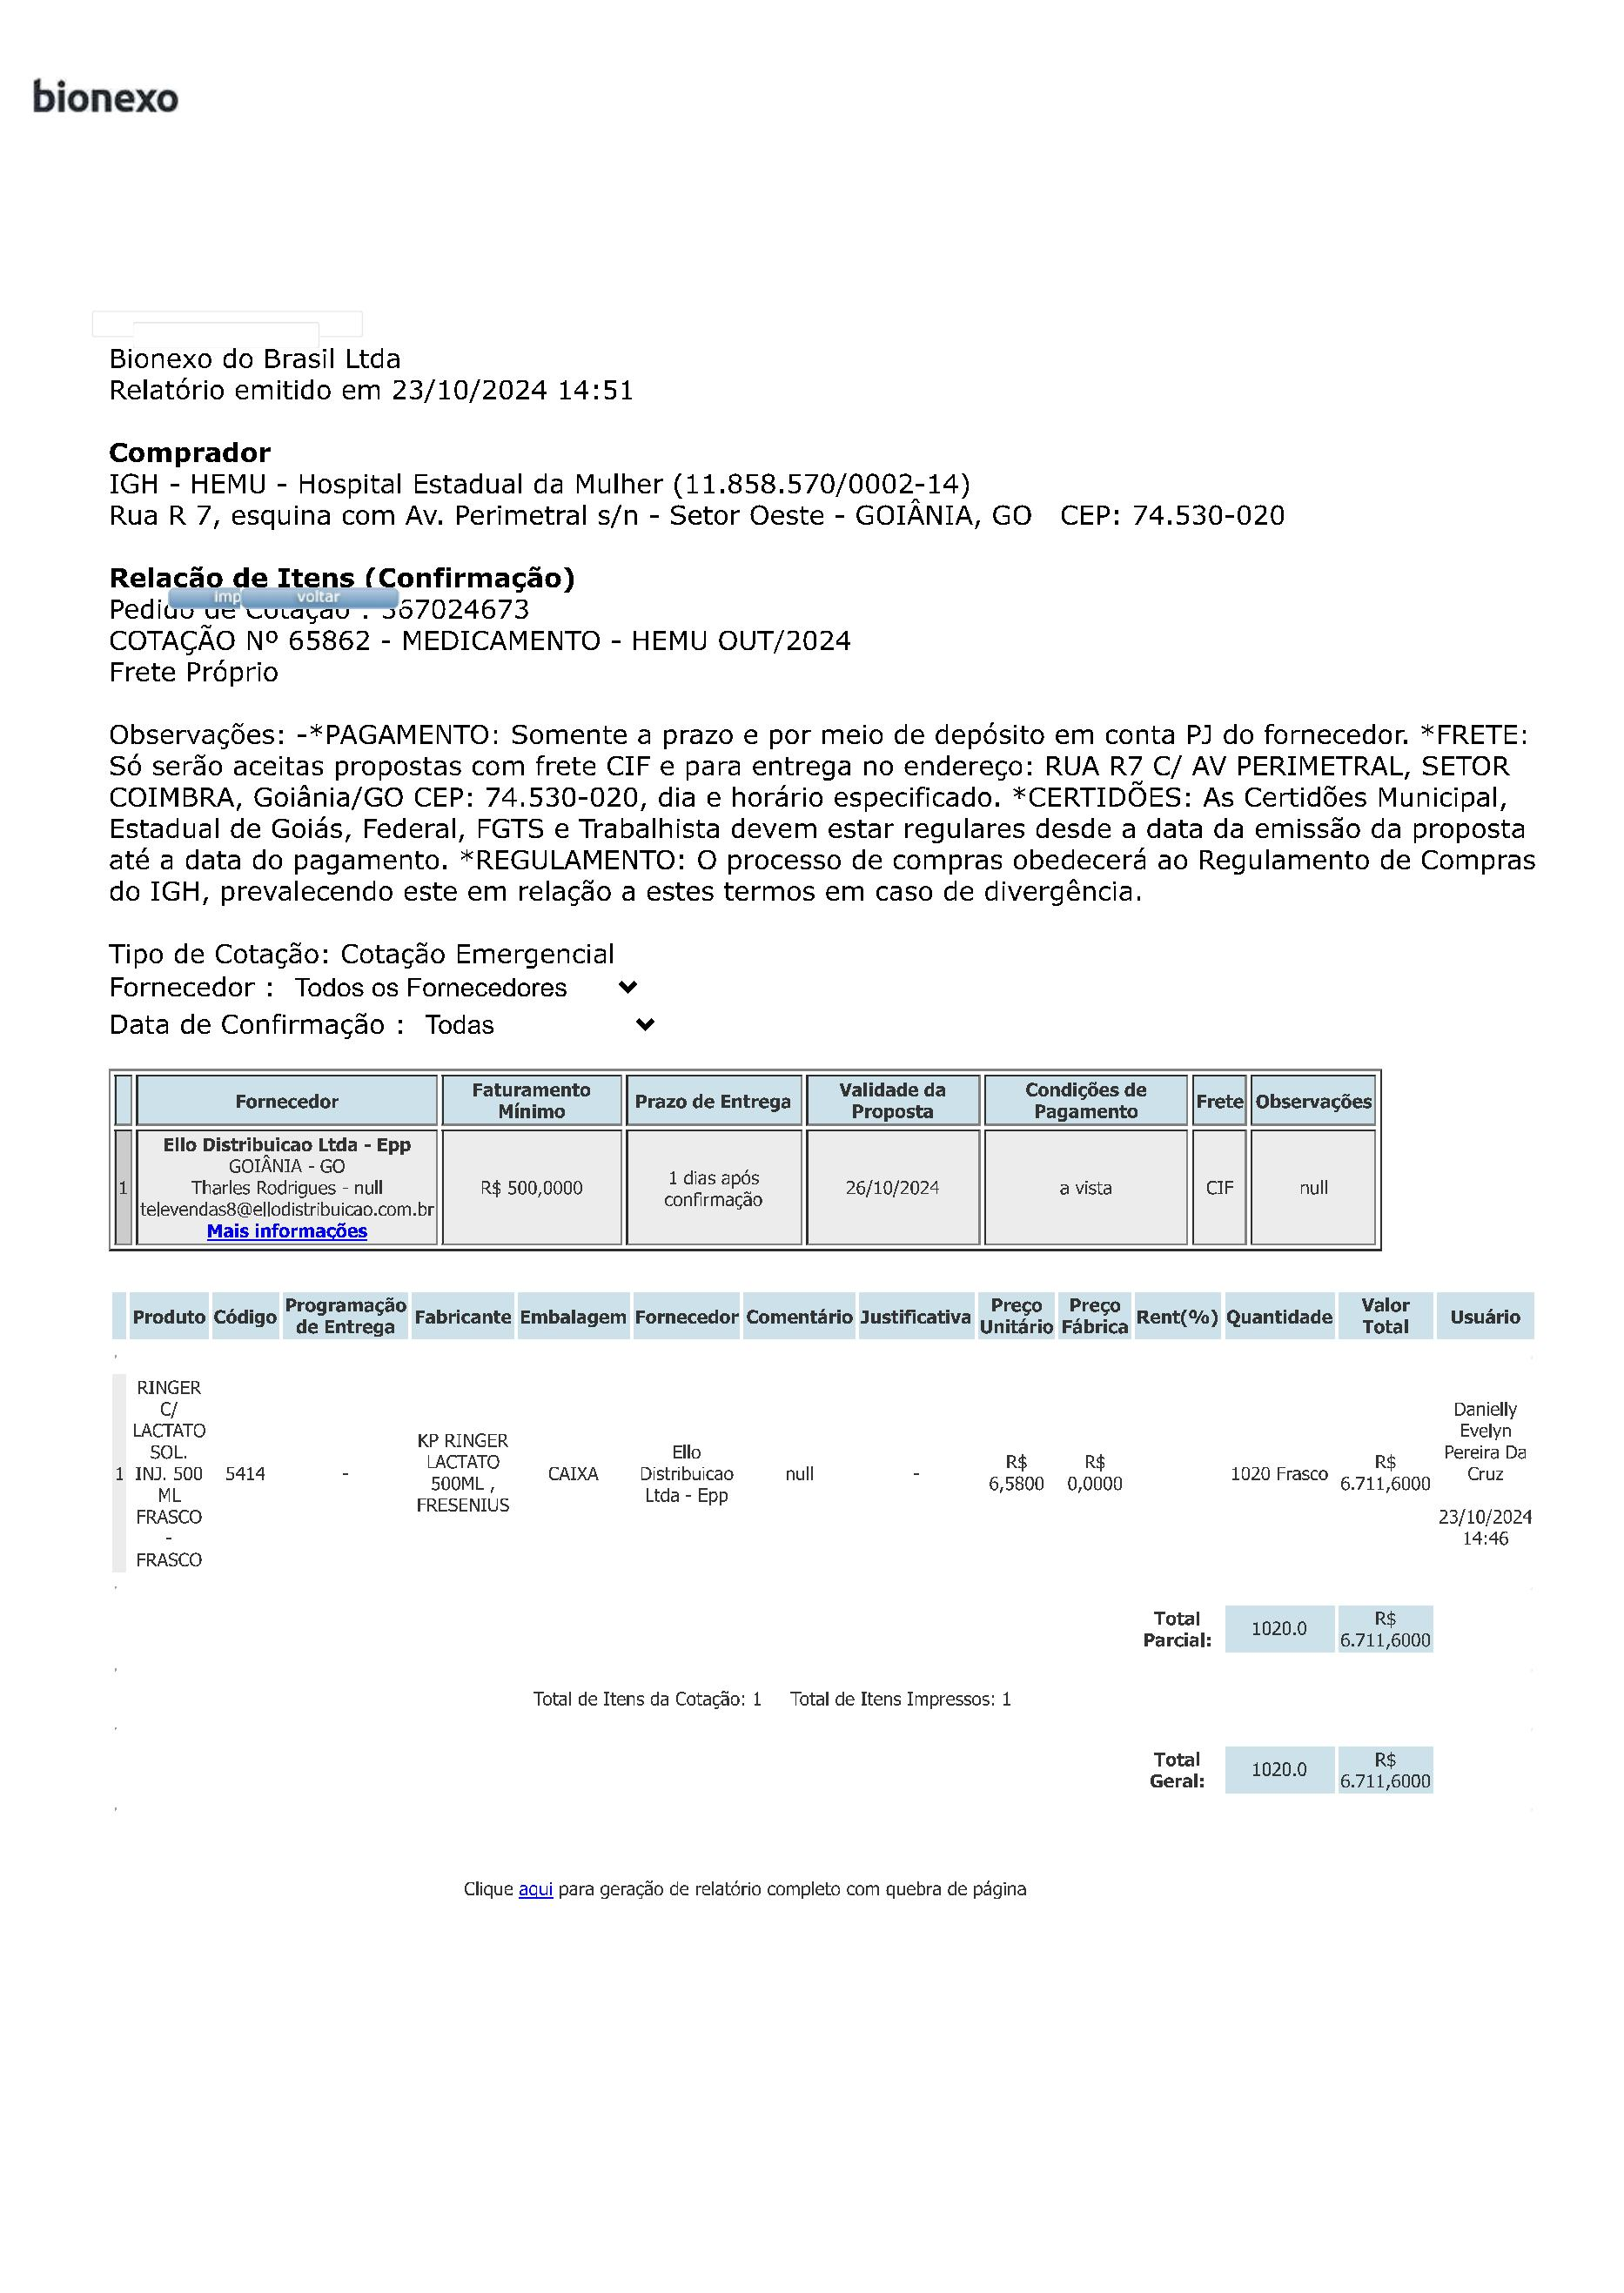 bionexo
Bionexo do Brasil Ltda
Relatório emitido em 23/10/2024 14:51
Comprador
IGH - HEMU - Hospital Estadual da Mulher (11.858.570/0002-14)
Rua R 7, esquina com Av. Perimetral s/n - Setor Oeste - GOIÂNIA, GO CEP: 74.530-020
Relação de Itens (Confirmação)
imp voltar
Pedido de Cotação : 367024673
COTAÇÃO Nº 65862 - MEDICAMENTO - HEMU OUT/2024
Frete Próprio
Observações: -*PAGAMENTO: Somente a prazo e por meio de depósito em conta PJ do fornecedor. *FRETE:
Só serão aceitas propostas com frete CIF e para entrega no endereço: RUA R7 C/ AV PERIMETRAL, SETOR
COIMBRA, Goiânia/GO CEP: 74.530-020, dia e horário especificado. *CERTIDÕES: As Certidões Municipal,
Estadual de Goiás, Federal, FGTS e Trabalhista devem estar regulares desde a data da emissão da proposta
até a data do pagamento. *REGULAMENTO: O processo de compras obedecerá ao Regulamento de Compras
do IGH, prevalecendo este em relação a estes termos em caso de divergência.
Tipo de Cotação: Cotação Emergencial
Fornecedor : Todos os Fornecedores
Data de Confirmação : Todas
Fornecedor
Faturamento
Mínimo
Prazo de Entrega
Validade da
Proposta
Condições de
Pagamento
Frete
Observações
1
Ello Distribuicao Ltda - Epp
GOIÂNIA - GO
Tharles Rodrigues - null
televendas8@ellodistribuicao.com.br
Mais informações
R$ 500,0000
1 dias após
confirmação
26/10/2024
a vista
CIF
null
Produto
Código
Programação
de Entrega
Fabricante
Embalagem
Fornecedor
Comentário
Justificativa
Preço
Unitário
Preço
Fábrica
Rent(%)
Quantidade
Valor
Total
Usuário
1
RINGER
C/
LACTATO
SOL.
INJ. 500
ML
FRASCO
-
FRASCO
5414
-
KP RINGER
LACTATO
500ML ,
FRESENIUS
CAIXA
Ello
Distribuicao
Ltda - Epp
null
-
R$
6,5800
R$
0,0000
1020 Frasco
R$
6.711,6000
Danielly
Evelyn
Pereira Da
Cruz
23/10/2024
14:46
Total
Parcial:
1020.0
R$
6.711,6000
Total de Itens da Cotação: 1 Total de Itens Impressos: 1
Total
Geral:
1020.0
R$
6.711,6000
Clique aqui para geração de relatório completo com quebra de página